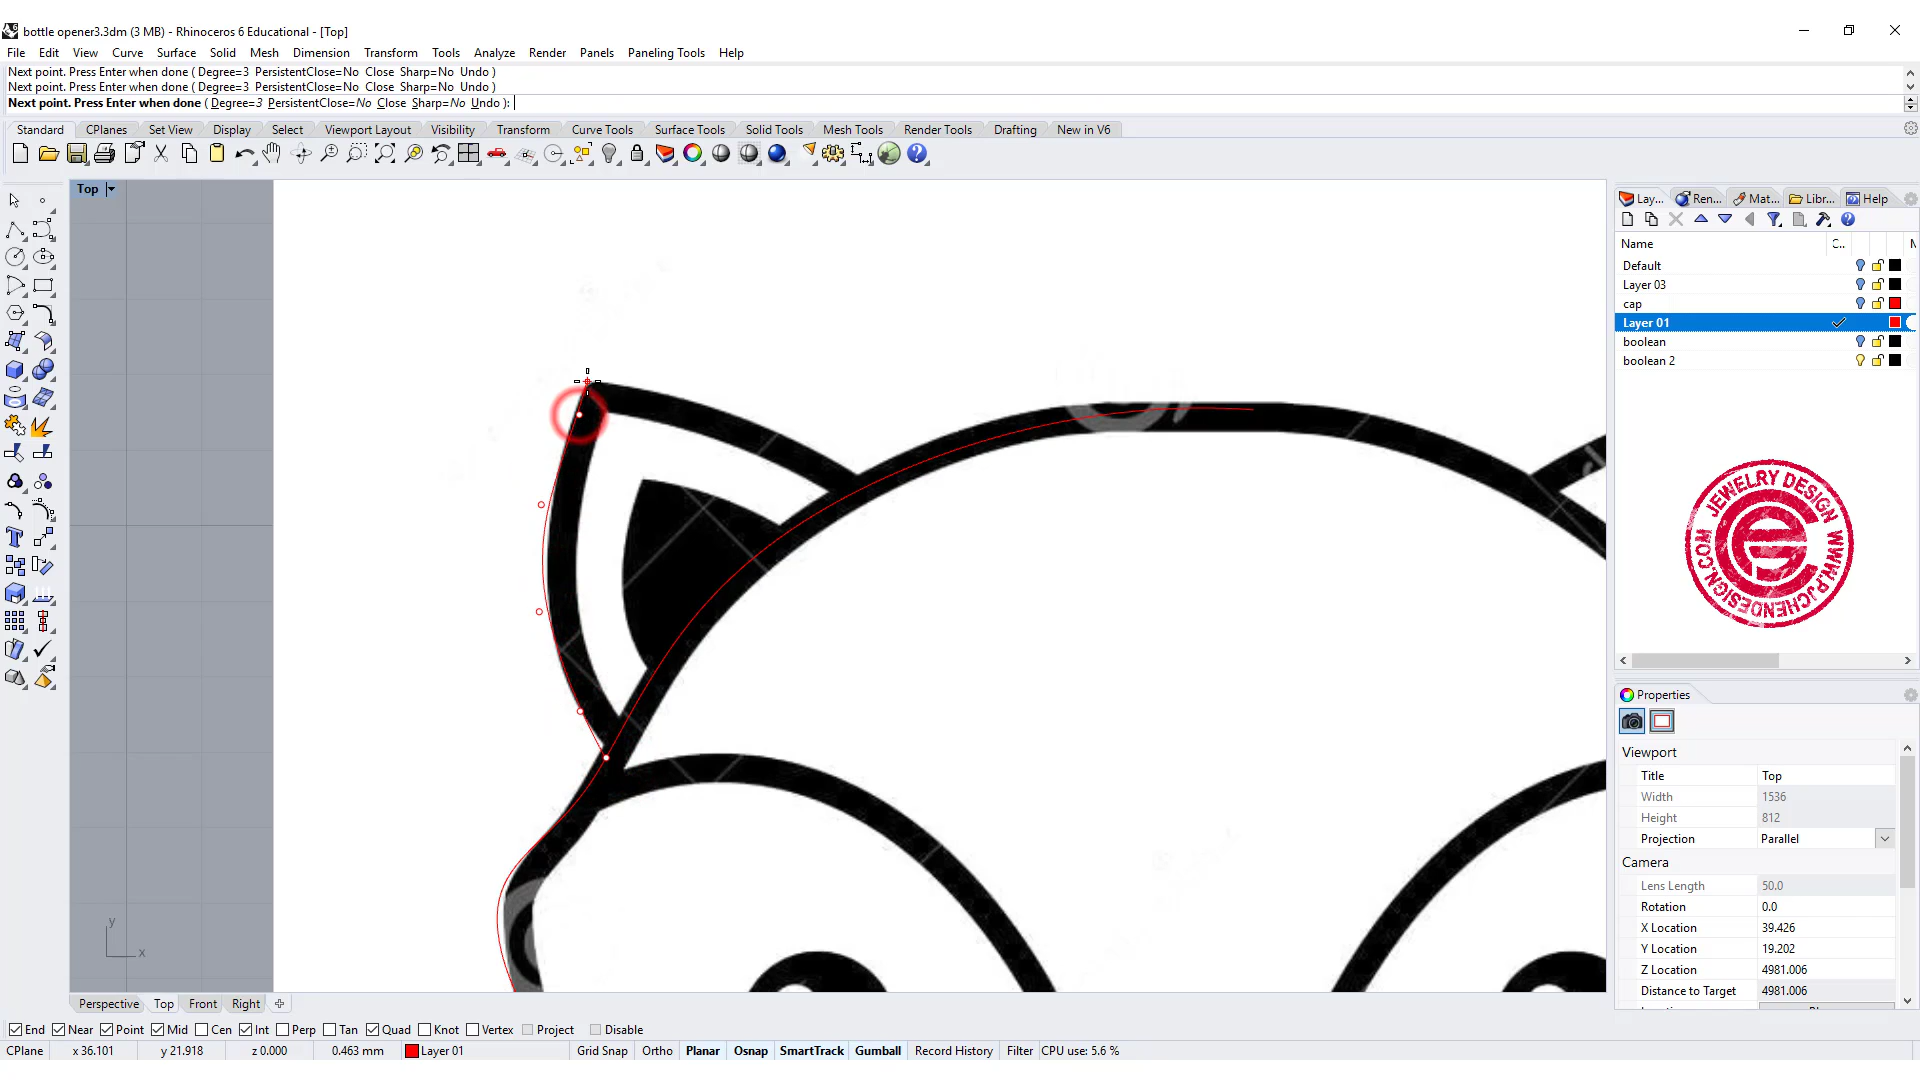 bottle opener3.3dm (3 MB) - Rhinoceros 6 Educational - [Top]
File Edit View Curve Surface Solid Mesh Dimension Transform Tools Analyze Render Panels Paneling Tools Help
Next point. Press Enter when done ( Degree=3 PersistentClose=No Close Sharp=No Undo )
Next point. Press Enter when done ( Degree=3 PersistentClose=No Close Sharp=No Undo )
Next point. Press Enter when done ( Degree=3 PersistentClose=No Close Sharp=No Undo ):
Standard CPlanes Set View Display Select Viewport Layout Visibility Transform Curve Tools Surface Tools Solid Tools Mesh Tools Render Tools Drafting New in V6
Top
Lay... Ren... Mat... Libr... Help
Name C.. M
Default
Layer 03
cap
Layer 01
boolean
boolean 2
JEWELRY DESIGN
WWW.PJCHENDESIGN.COM
Properties
Viewport
Title Top
Width 1536
Height 812
Projection Parallel
Camera
Lens Length 50.0
Rotation 0.0
X Location 39.426
Y Location 19.202
Z Location 4981.006
Distance to Target 4981.006
y
x
Perspective Top Front Right
End Near Point Mid Cen Int Perp Tan Quad Knot Vertex Project Disable
CPlane x 36.101 y 21.918 z 0.000 0.463 mm Layer 01 Grid Snap Ortho Planar Osnap SmartTrack Gumball Record History Filter CPU use: 5.6 %